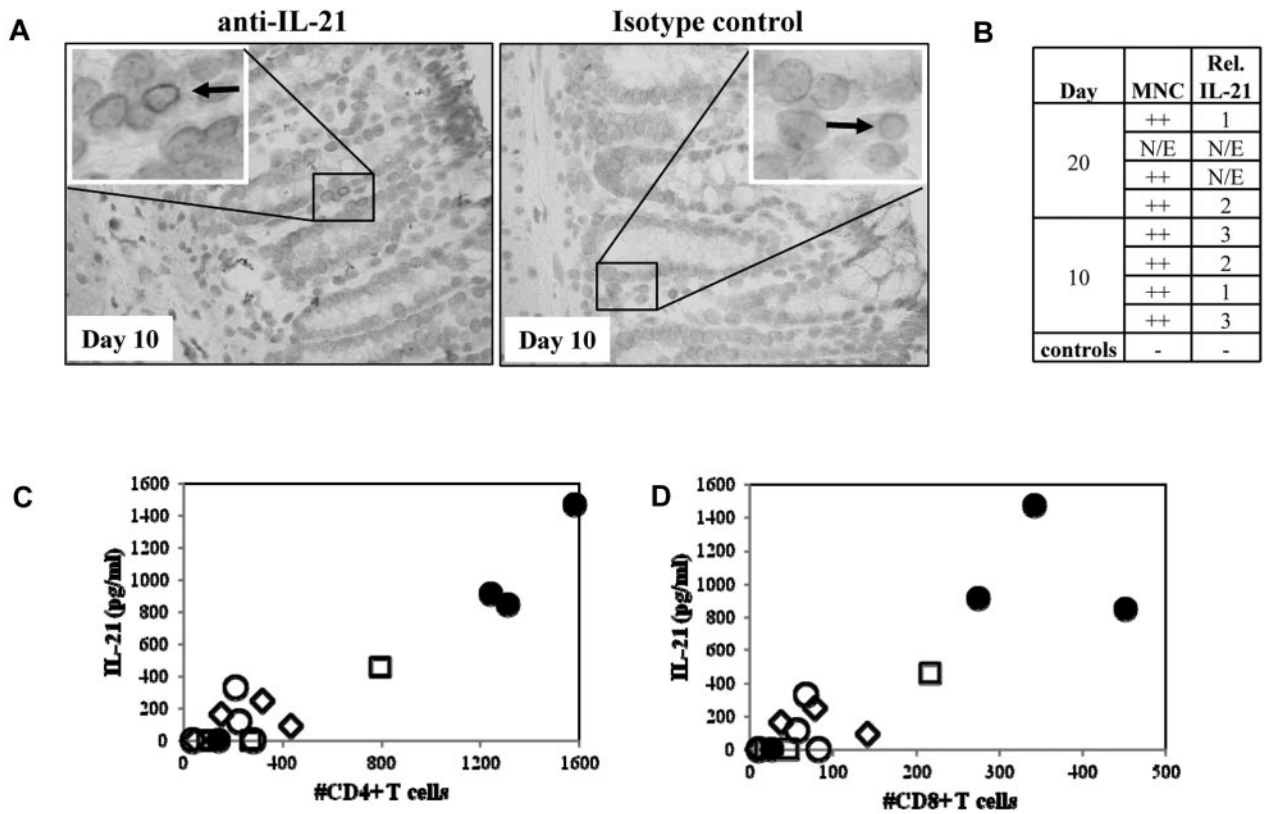 A
anti-IL-21
Isotype control
Day 10
Day 10
B
Day MNC Rel. IL-21
20 ++ 1
N/E N/E
++ N/E
++ 2
10 ++ 3
++ 2
++ 1
++ 3
controls - -
C
IL-21 (pg/ml)
1600
1400
1200
1000
800
600
400
200
0
0 400 800 1200 1600
#CD4+ T cells
D
IL-21 (pg/ml)
1600
1400
1200
1000
800
600
400
200
0
0 100 200 300 400 500
#CD8+ T cells